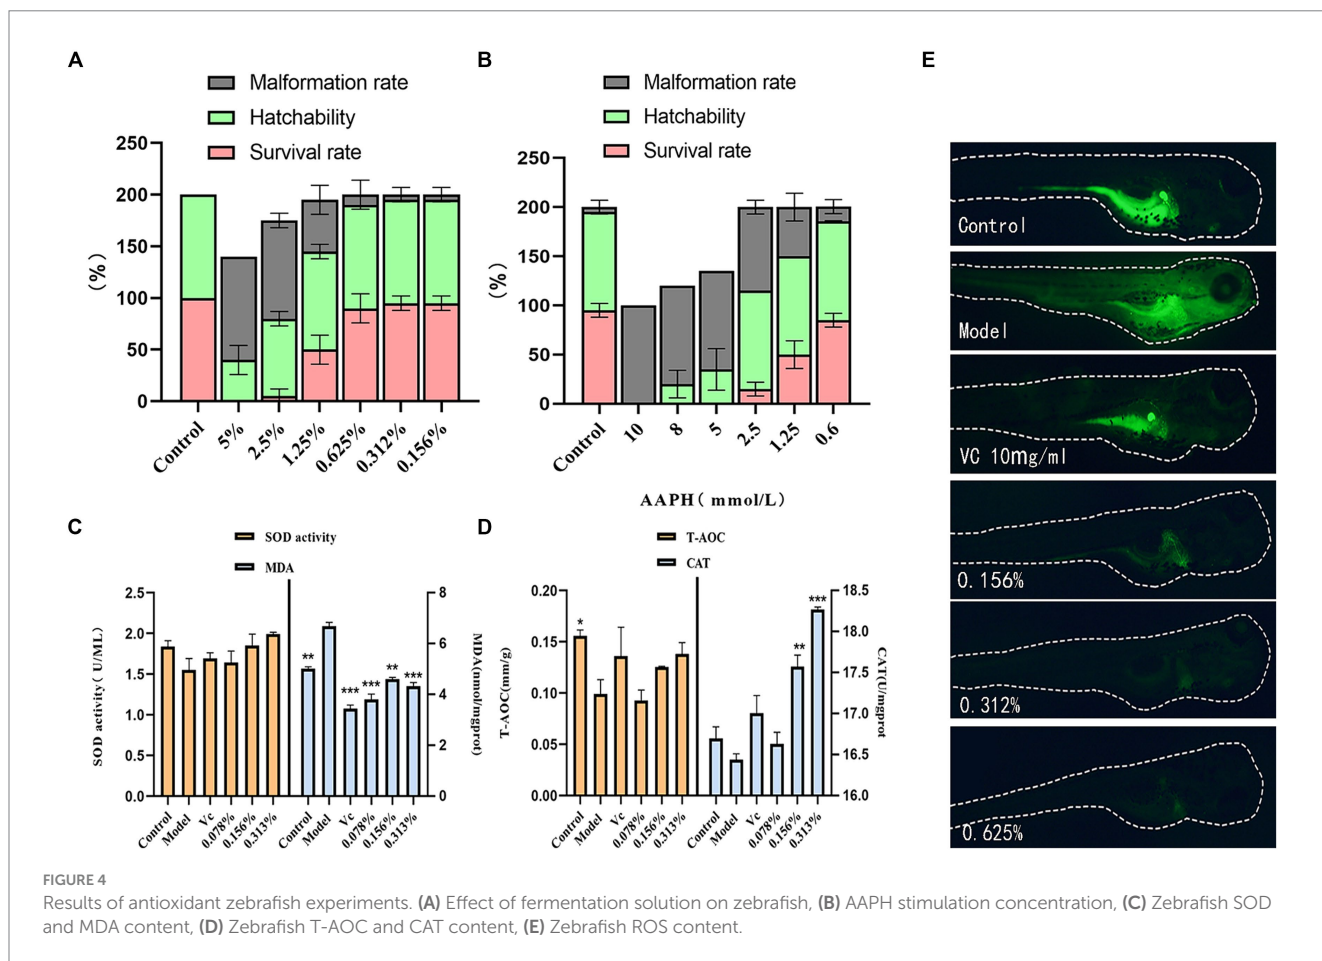 A
Malformation rate
Hatchability
Survival rate
250
200
150
100
50
0
(%)
Control
5%
2.5%
1.25%
0.625%
0.312%
0.156%
B
Malformation rate
Hatchability
Survival rate
250
200
150
100
50
0
(%)
Control
10
8
5
2.5
1.25
0.6
AAPH( mmol/L)
C
SOD activity
MDA
2.5
2.0
1.5
1.0
0.5
0.0
SOD activity( U/ML)
8
6
4
2
0
MDA(nmol/mgprot)
**
***
***
**
***
Control
Model
Vc
0.078%
0.156%
0.313%
Control
Model
Vc
0.078%
0.156%
0.313%
D
T-AOC
CAT
0.20
0.15
0.10
0.05
0.00
T-AOC(mm/g)
18.5
18.0
17.5
17.0
16.5
16.0
CAT(U/mgprot
*
**
***
Control
Model
Vc
0.078%
0.156%
0.313%
Control
Model
Vc
0.078%
0.156%
0.313%
E
Control
Model
VC 10mg/ml
0.156%
0.312%
0.625%
FIGURE 4
Results of antioxidant zebrafish experiments. (A) Effect of fermentation solution on zebrafish, (B) AAPH stimulation concentration, (C) Zebrafish SOD
and MDA content, (D) Zebrafish T-AOC and CAT content, (E) Zebrafish ROS content.